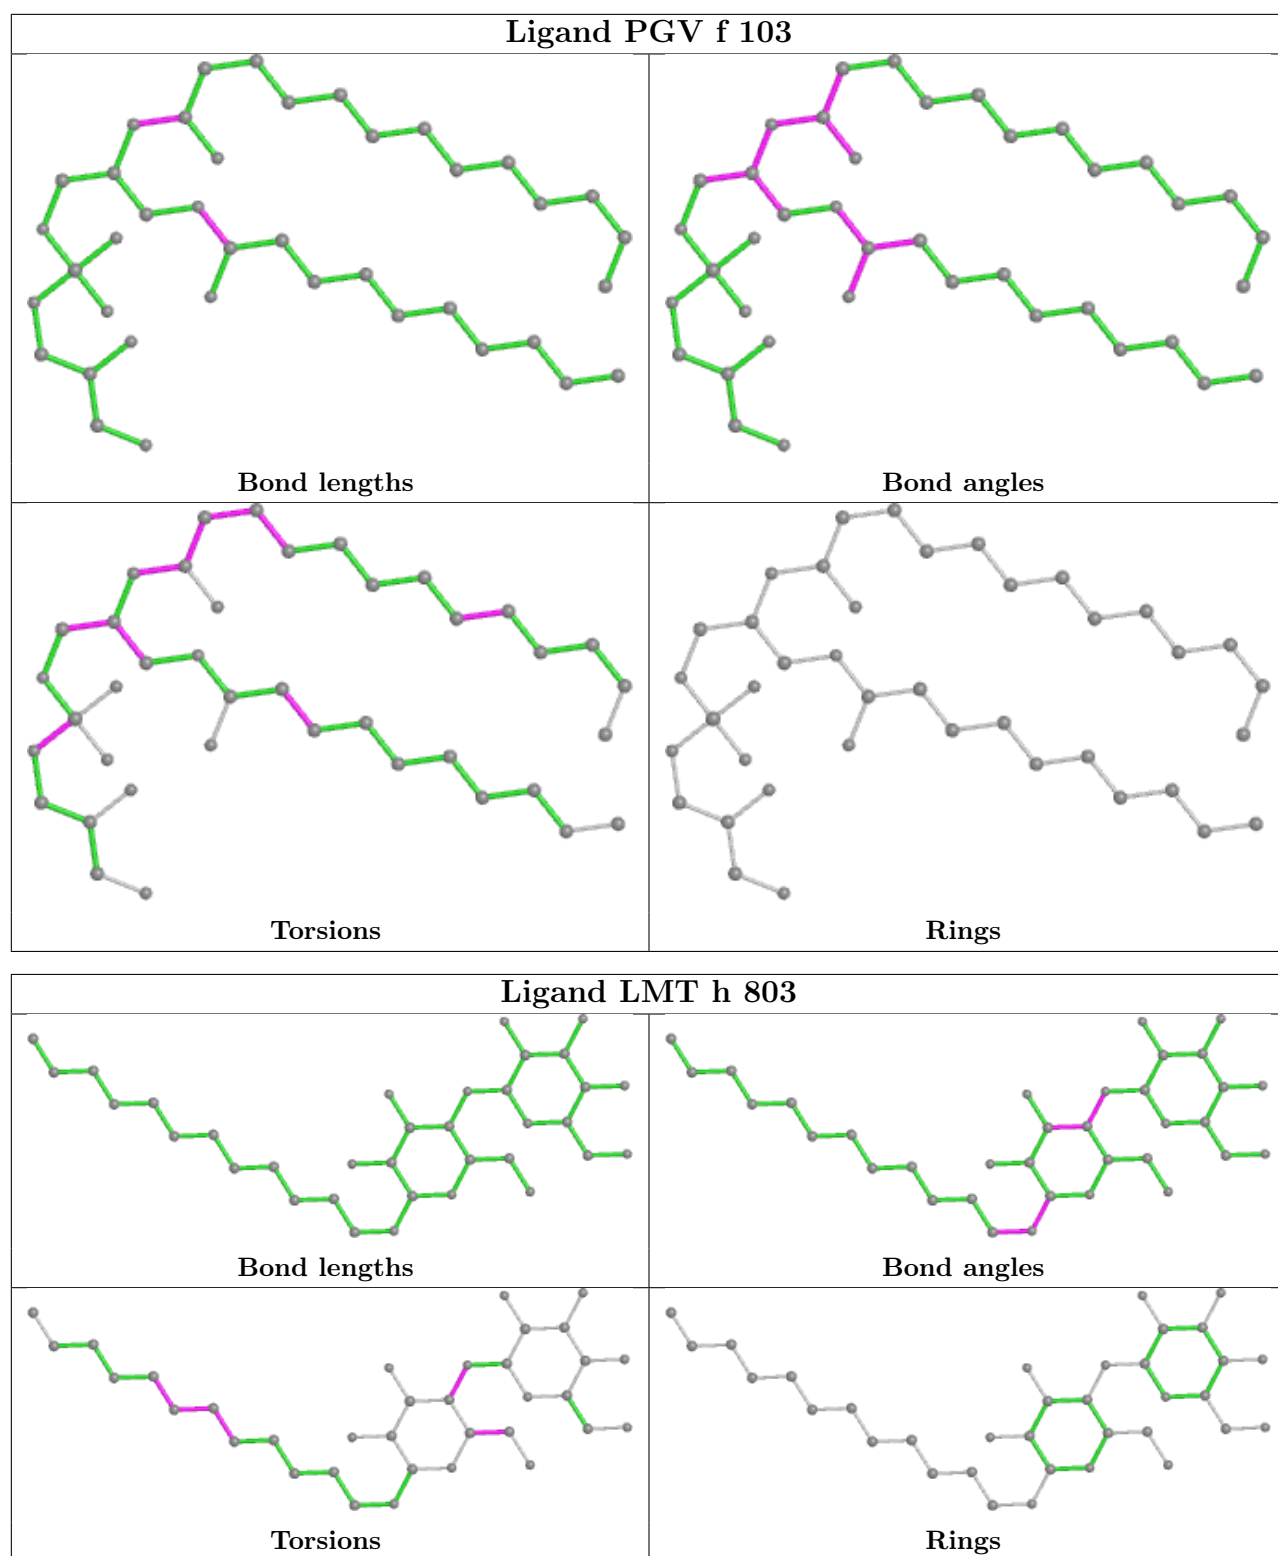 Ligand PGV f 103
Bond lengths
Bond angles
Torsions
Rings
Ligand LMT h 803
Bond lengths
Bond angles
Torsions
Rings